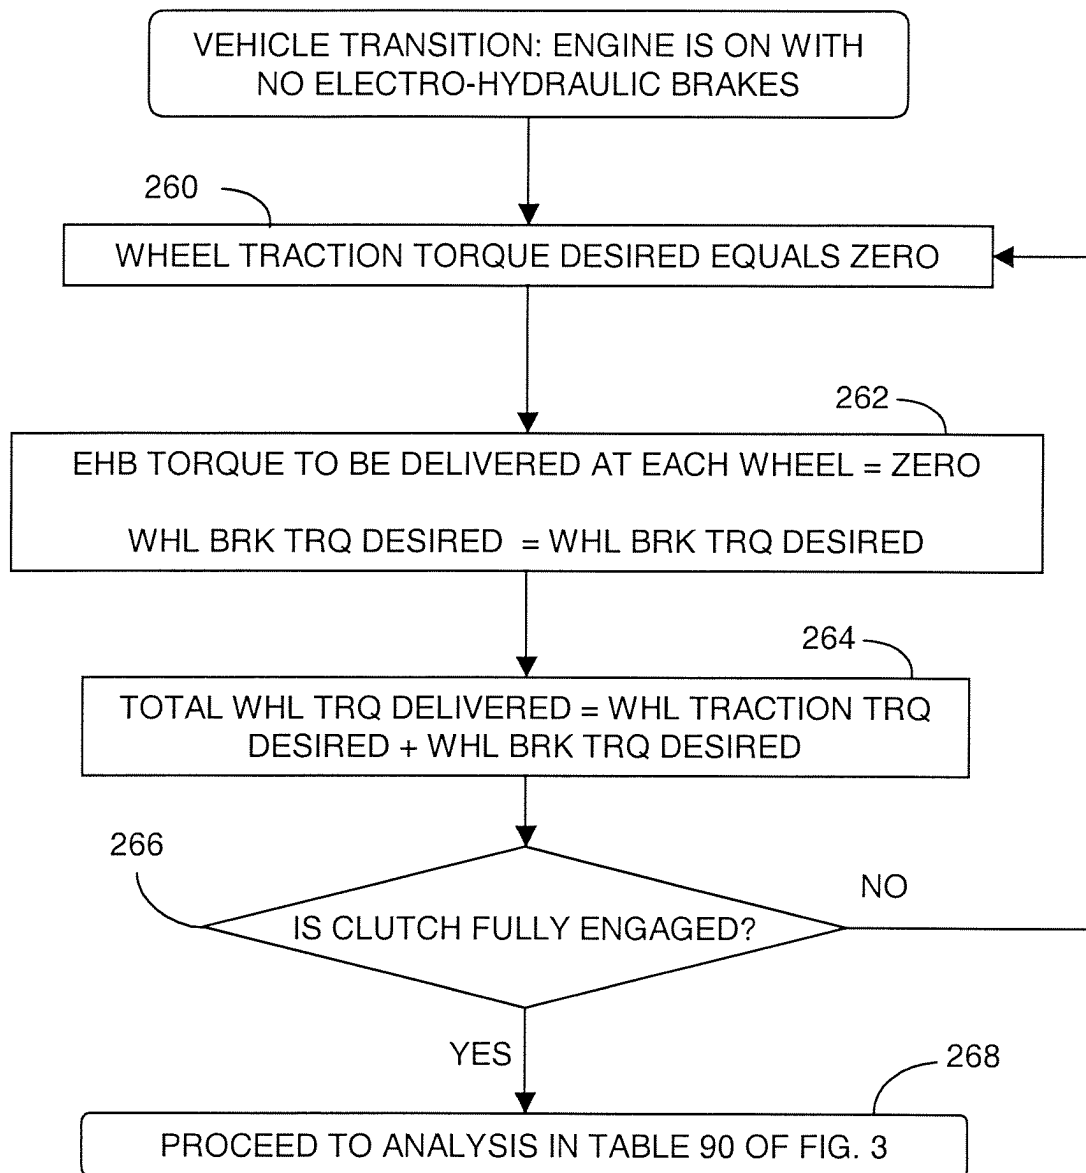 VEHICLE TRANSITION: ENGINE IS ON WITH
NO ELECTRO-HYDRAULIC BRAKES
260
WHEEL TRACTION TORQUE DESIRED EQUALS ZERO
262
EHB TORQUE TO BE DELIVERED AT EACH WHEEL = ZERO
WHL BRK TRQ DESIRED = WHL BRK TRQ DESIRED
264
TOTAL WHL TRQ DELIVERED = WHL TRACTION TRQ
DESIRED + WHL BRK TRQ DESIRED
266
NO
IS CLUTCH FULLY ENGAGED?
YES
268
PROCEED TO ANALYSIS IN TABLE 90 OF FIG. 3